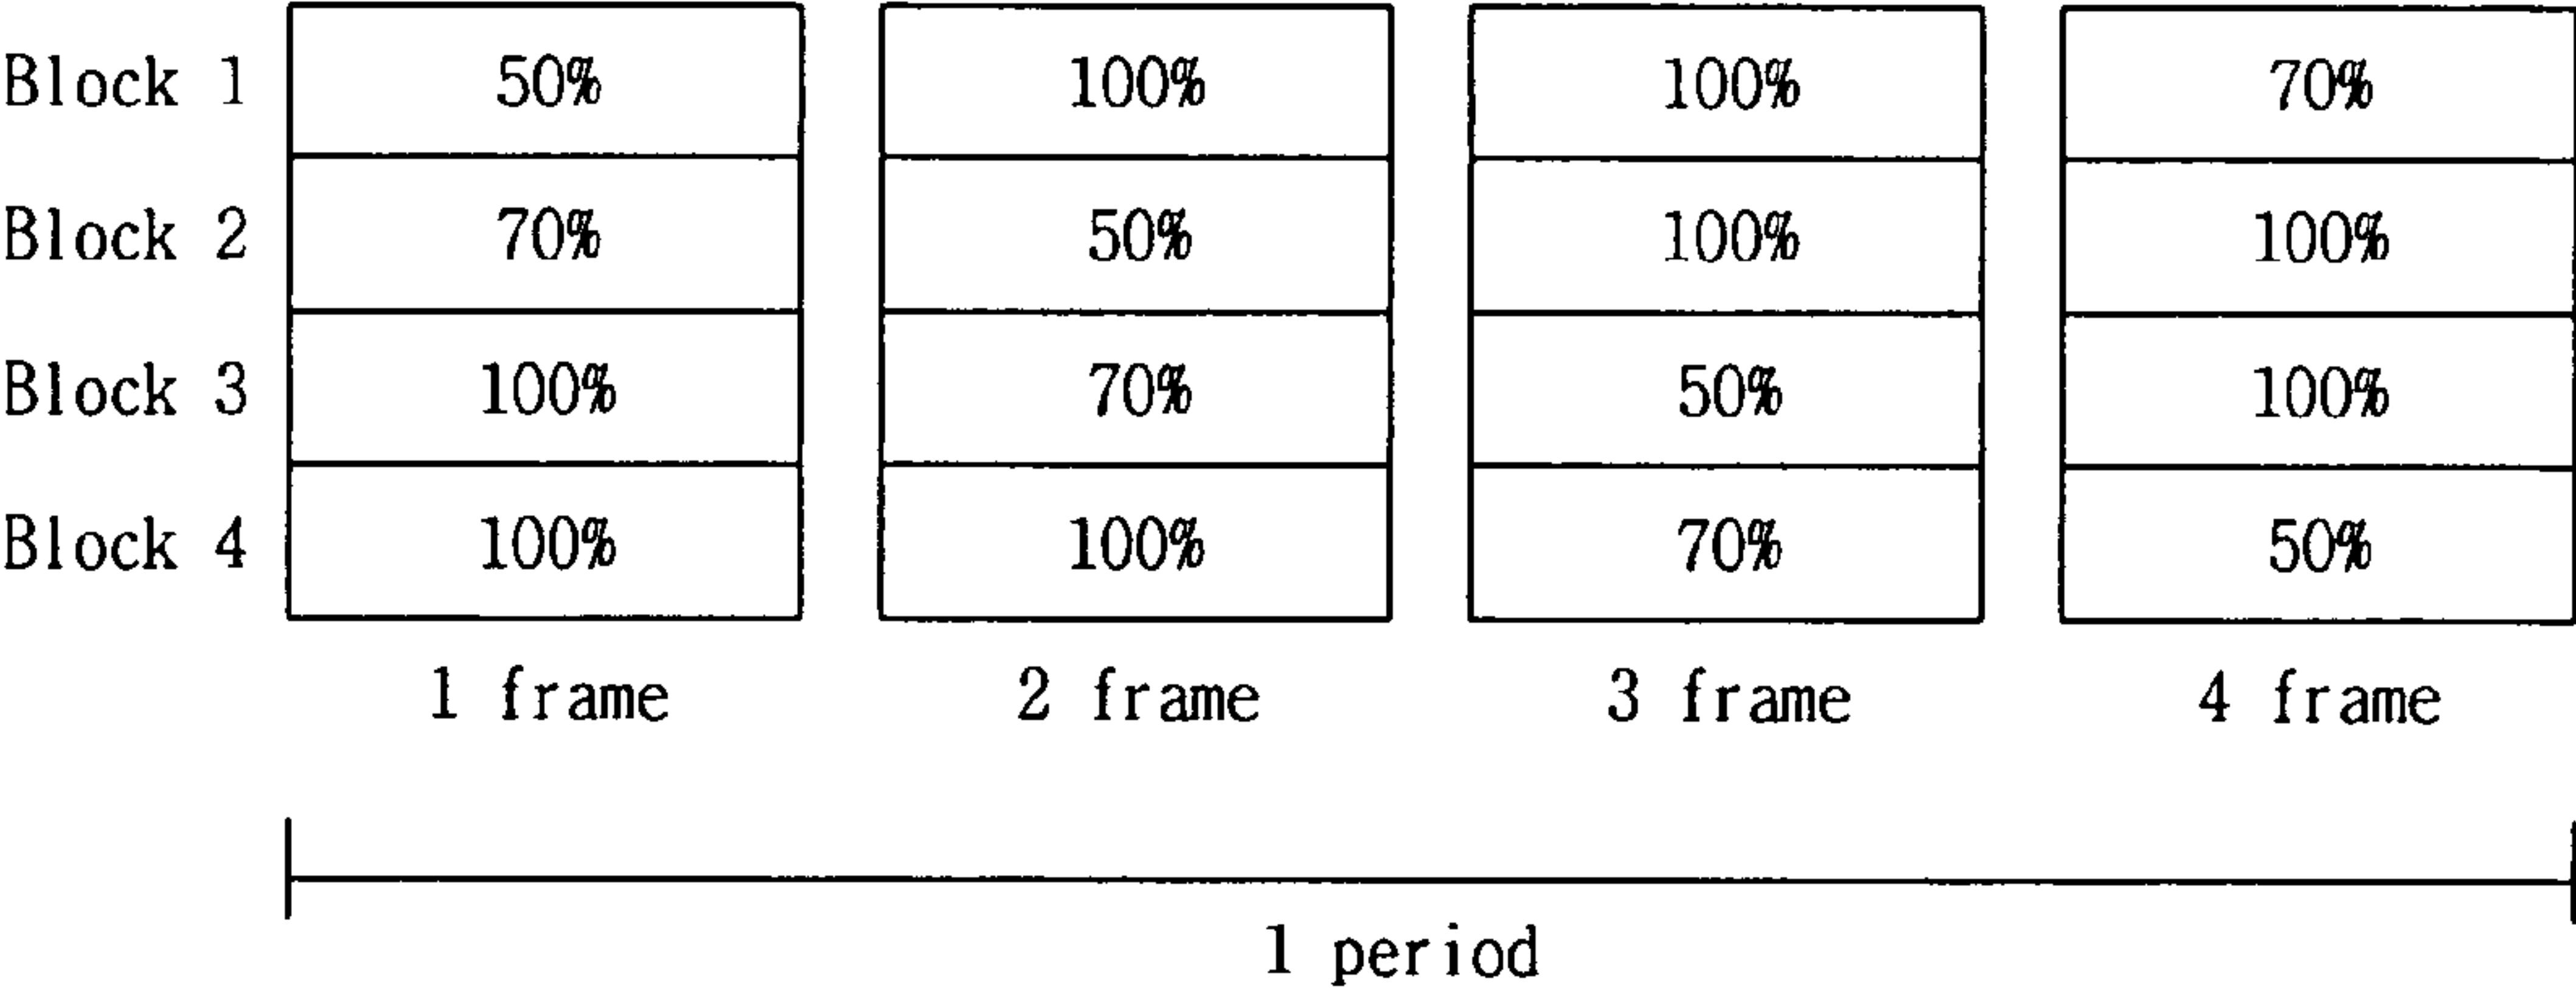 Block 1 50% 100% 100% 70%
Block 2 70% 50% 100% 100%
Block 3 100% 70% 50% 100%
Block 4 100% 100% 70% 50%
1 frame 2 frame 3 frame 4 frame
1 period